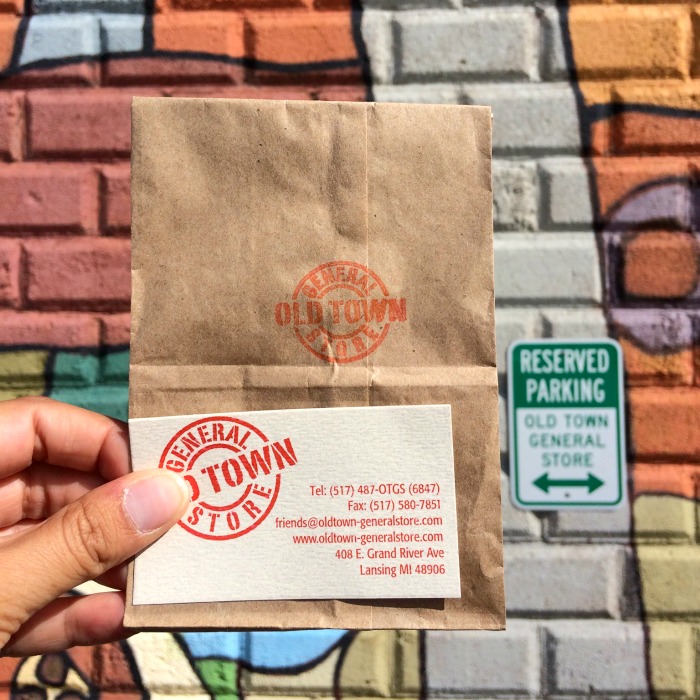 GENERAL
OLD TOWN
STORE
RESERVED
PARKING
OLD TOWN
GENERAL
STORE
GENERAL
D TOWN
STORE
Tel: (517) 487-OTGS (6847)
Fax: (517) 580-7851
friends@oldtown-generalstore.com
www.oldtown-generalstore.com
408 E. Grand River Ave
Lansing MI 48906